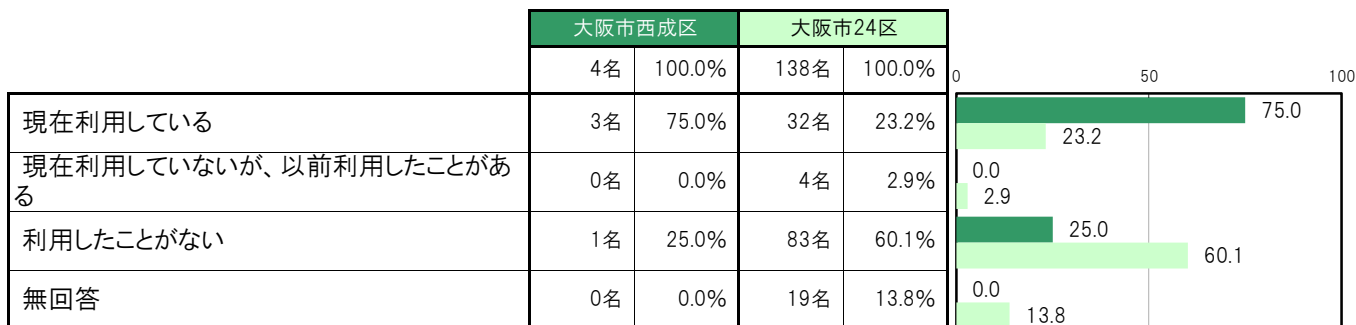 大阪市西成区 大阪市24区
4名 100.0% 138名 100.0% 0 50 100
現在利用している 3名 75.0% 32名 23.2% 75.0
23.2
現在利用していないが、以前利用したことがあ
る 0名 0.0% 4名 2.9% 0.0
2.9
利用したことがない 1名 25.0% 83名 60.1% 25.0
60.1
無回答 0名 0.0% 19名 13.8% 0.0
13.8